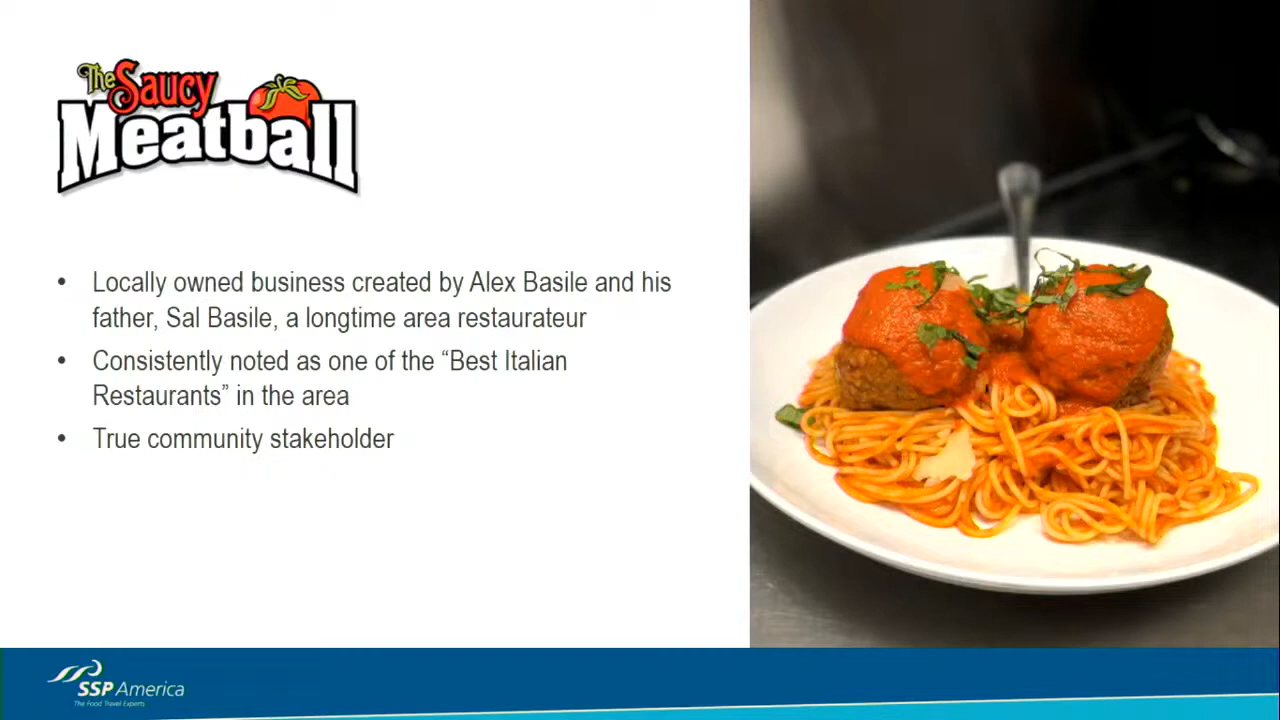 The Saucy
Meatball
• Locally owned business created by Alex Basile and his
father, Sal Basile, a longtime area restaurateur
• Consistently noted as one of the “Best Italian
Restaurants” in the area
• True community stakeholder
SSP America
The Food Travel Experts